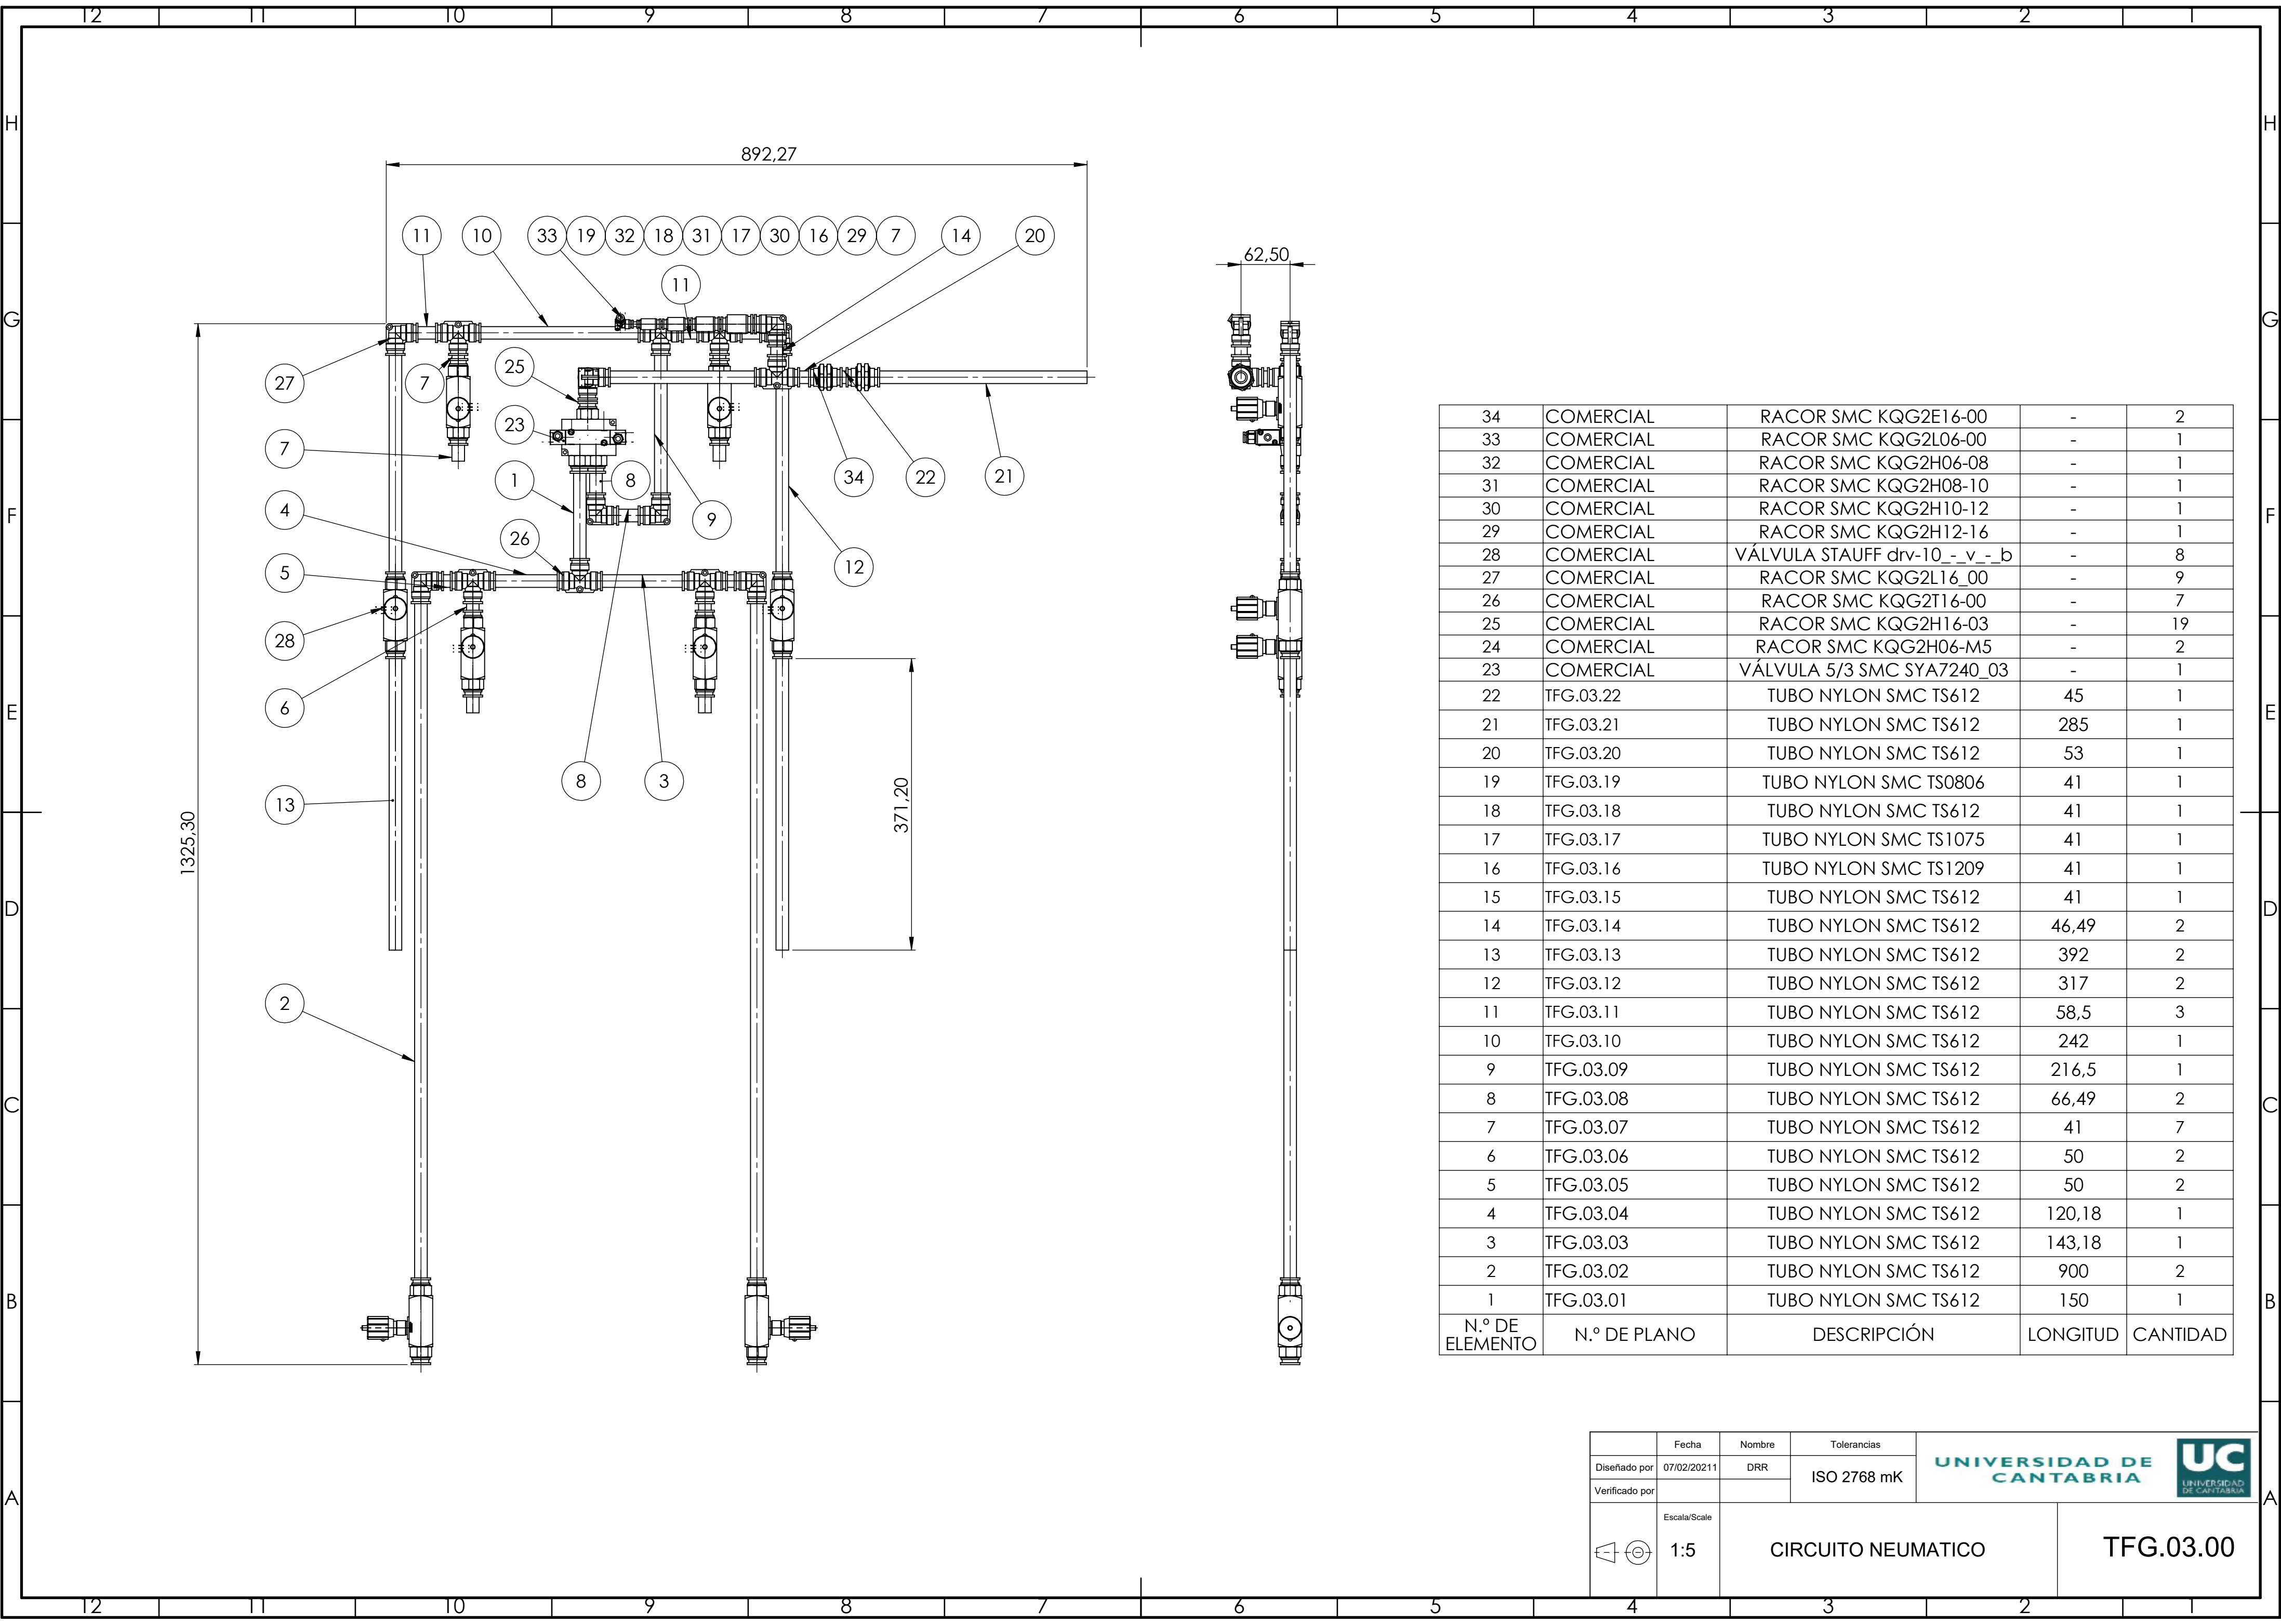 12 11 10 9 8 7 6 5 4 3 2 1
H H
892,27
11 10 33 19 32 18 31 17 30 16 29 7 14 20
62,50
11
G G
27 7 25
23
7
1 8 34 22 21
4
F F
9
26
5 12
28
6
E E
8 3
13
371,20
1325,30
D D
2
C C
B B
A A
34 COMERCIAL RACOR SMC KQG2E16-00 - 2
33 COMERCIAL RACOR SMC KQG2L06-00 - 1
32 COMERCIAL RACOR SMC KQG2H06-08 - 1
31 COMERCIAL RACOR SMC KQG2H08-10 - 1
30 COMERCIAL RACOR SMC KQG2H10-12 - 1
29 COMERCIAL RACOR SMC KQG2H12-16 - 1
28 COMERCIAL VÁLVULA STAUFF drv-10_-_v_-_b - 8
27 COMERCIAL RACOR SMC KQG2L16_00 - 9
26 COMERCIAL RACOR SMC KQG2T16-00 - 7
25 COMERCIAL RACOR SMC KQG2H16-03 - 19
24 COMERCIAL RACOR SMC KQG2H06-M5 - 2
23 COMERCIAL VÁLVULA 5/3 SMC SYA7240_03 - 1
22 TFG.03.22 TUBO NYLON SMC TS612 45 1
21 TFG.03.21 TUBO NYLON SMC TS612 285 1
20 TFG.03.20 TUBO NYLON SMC TS612 53 1
19 TFG.03.19 TUBO NYLON SMC TS0806 41 1
18 TFG.03.18 TUBO NYLON SMC TS612 41 1
17 TFG.03.17 TUBO NYLON SMC TS1075 41 1
16 TFG.03.16 TUBO NYLON SMC TS1209 41 1
15 TFG.03.15 TUBO NYLON SMC TS612 41 1
14 TFG.03.14 TUBO NYLON SMC TS612 46,49 2
13 TFG.03.13 TUBO NYLON SMC TS612 392 2
12 TFG.03.12 TUBO NYLON SMC TS612 317 2
11 TFG.03.11 TUBO NYLON SMC TS612 58,5 3
10 TFG.03.10 TUBO NYLON SMC TS612 242 1
9 TFG.03.09 TUBO NYLON SMC TS612 216,5 1
8 TFG.03.08 TUBO NYLON SMC TS612 66,49 2
7 TFG.03.07 TUBO NYLON SMC TS612 41 7
6 TFG.03.06 TUBO NYLON SMC TS612 50 2
5 TFG.03.05 TUBO NYLON SMC TS612 50 2
4 TFG.03.04 TUBO NYLON SMC TS612 120,18 1
3 TFG.03.03 TUBO NYLON SMC TS612 143,18 1
2 TFG.03.02 TUBO NYLON SMC TS612 900 2
1 TFG.03.01 TUBO NYLON SMC TS612 150 1
N.º DE
ELEMENTO N.º DE PLANO DESCRIPCIÓN LONGITUD CANTIDAD
Fecha Nombre Tolerancias
Diseñado por 07/02/20211 DRR
ISO 2768 mK
Verificado por
UNIVERSIDAD DE
CANTABRIA
UC
UNIVERSIDAD
DE CANTABRIA
Escala/Scale
1:5 CIRCUITO NEUMATICO TFG.03.00
12 11 10 9 8 7 6 5 4 3 2 1